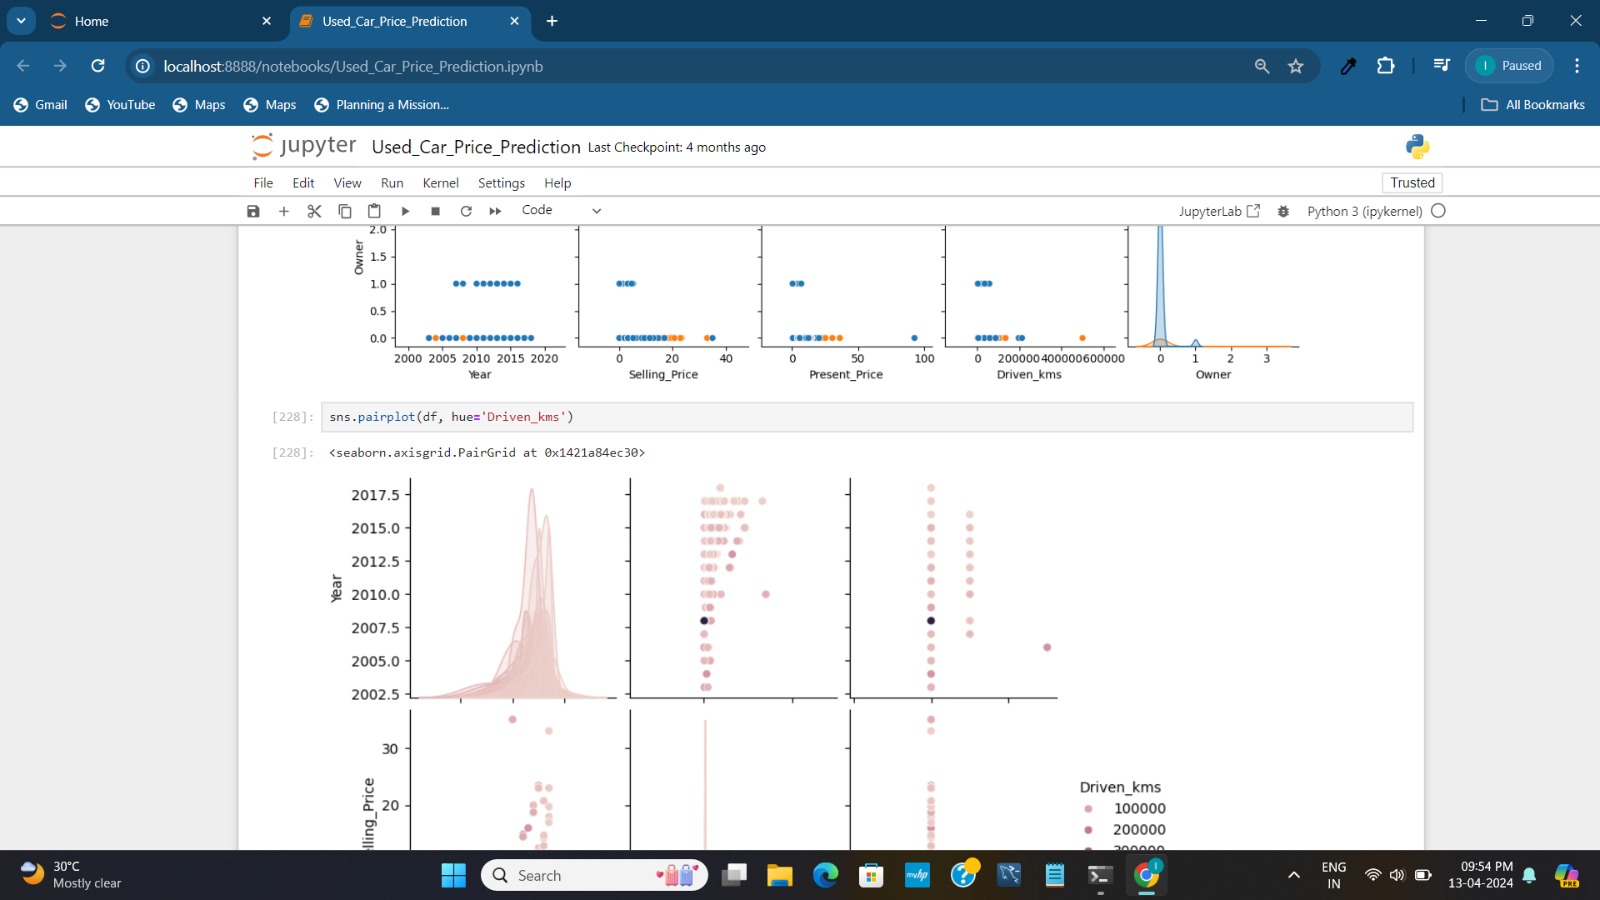 Home
Used_Car_Price_Prediction
localhost:8888/notebooks/Used_Car_Price_Prediction.ipynb
I Paused
Gmail YouTube Maps Maps Planning a Mission... All Bookmarks
jupyter Used_Car_Price_Prediction Last Checkpoint: 4 months ago
File Edit View Run Kernel Settings Help Trusted
Code JupyterLab Python 3 (ipykernel)
2.0
1.5
1.0
0.5
0.0
Owner
2000 2005 2010 2015 2020 0 20 40 0 50 100 0 200000400000600000 0 1 2 3
Year Selling_Price Present_Price Driven_kms Owner
[228]: sns.pairplot(df, hue='Driven_kms')
[228]: <seaborn.axisgrid.PairGrid at 0x1421a84ec30>
2017.5
2015.0
2012.5
2010.0
2007.5
2005.0
2002.5
Year
30
20
elling_Price
Driven_kms
100000
200000
300000
30°C
Mostly clear
Search
myhp
ENG
IN
09:54 PM
13-04-2024
PRE